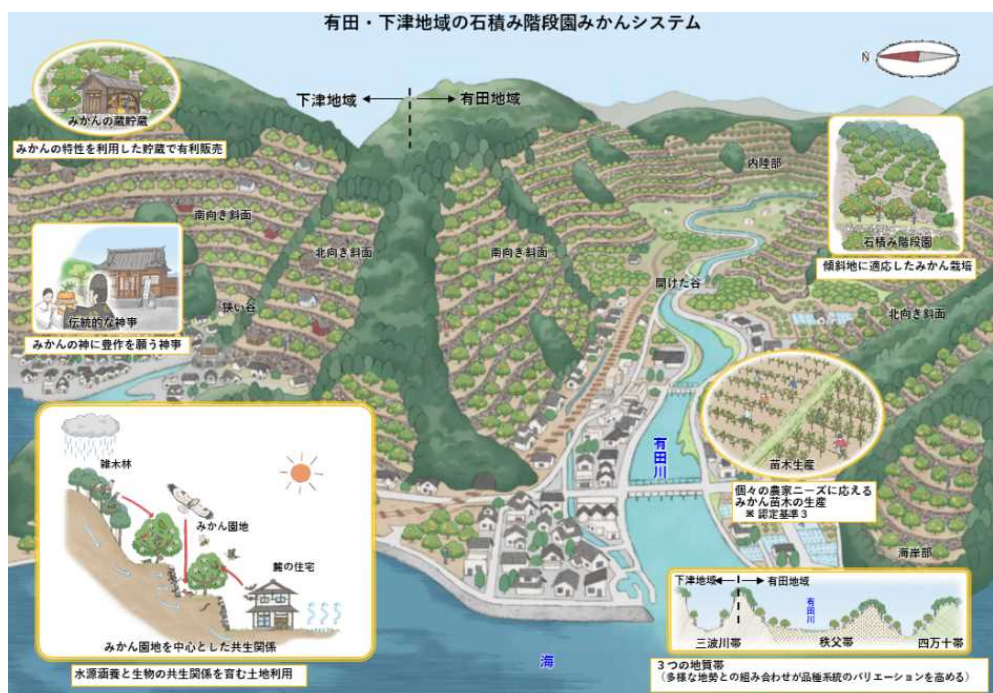 有田・下津地域の石積み階段園みかんシステム
N
下津地域
有田地域
みかんの蔵貯蔵
みかんの特性を利用した貯蔵で有利販売
内陸部
南向き斜面
北向き斜面
南向き斜面
石積み階段園
傾斜地に適応したみかん栽培
開けた谷
狭い谷
北向き斜面
伝統的な神事
みかんの神に豊作を願う神事
有田川
苗木生産
個々の農家ニーズに応える
みかん苗木の生産
※ 認定基準3
海岸部
雑木林
みかん園地
麓の住宅
みかん園地を中心とした共生関係
水源涵養と生物の共生関係を育む土地利用
海
下津地域
有田地域
有田川
三波川帯
秩父帯
四万十帯
3つの地質帯
(多様な地勢との組み合わせが品種系統のバリエーションを高める)